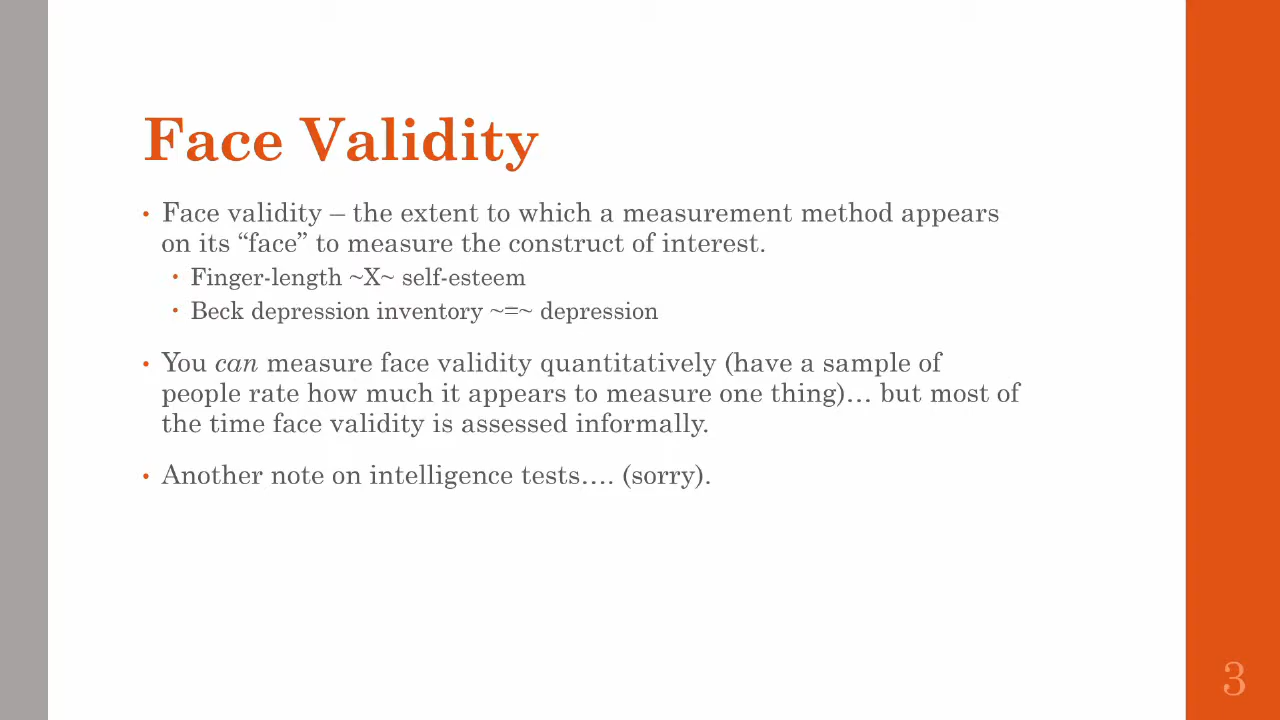 Face Validity
• Face validity – the extent to which a measurement method appears
on its “face” to measure the construct of interest.
• Finger-length ~X~ self-esteem
• Beck depression inventory ~=~ depression
• You can measure face validity quantitatively (have a sample of
people rate how much it appears to measure one thing)… but most of
the time face validity is assessed informally.
• Another note on intelligence tests…. (sorry).
3